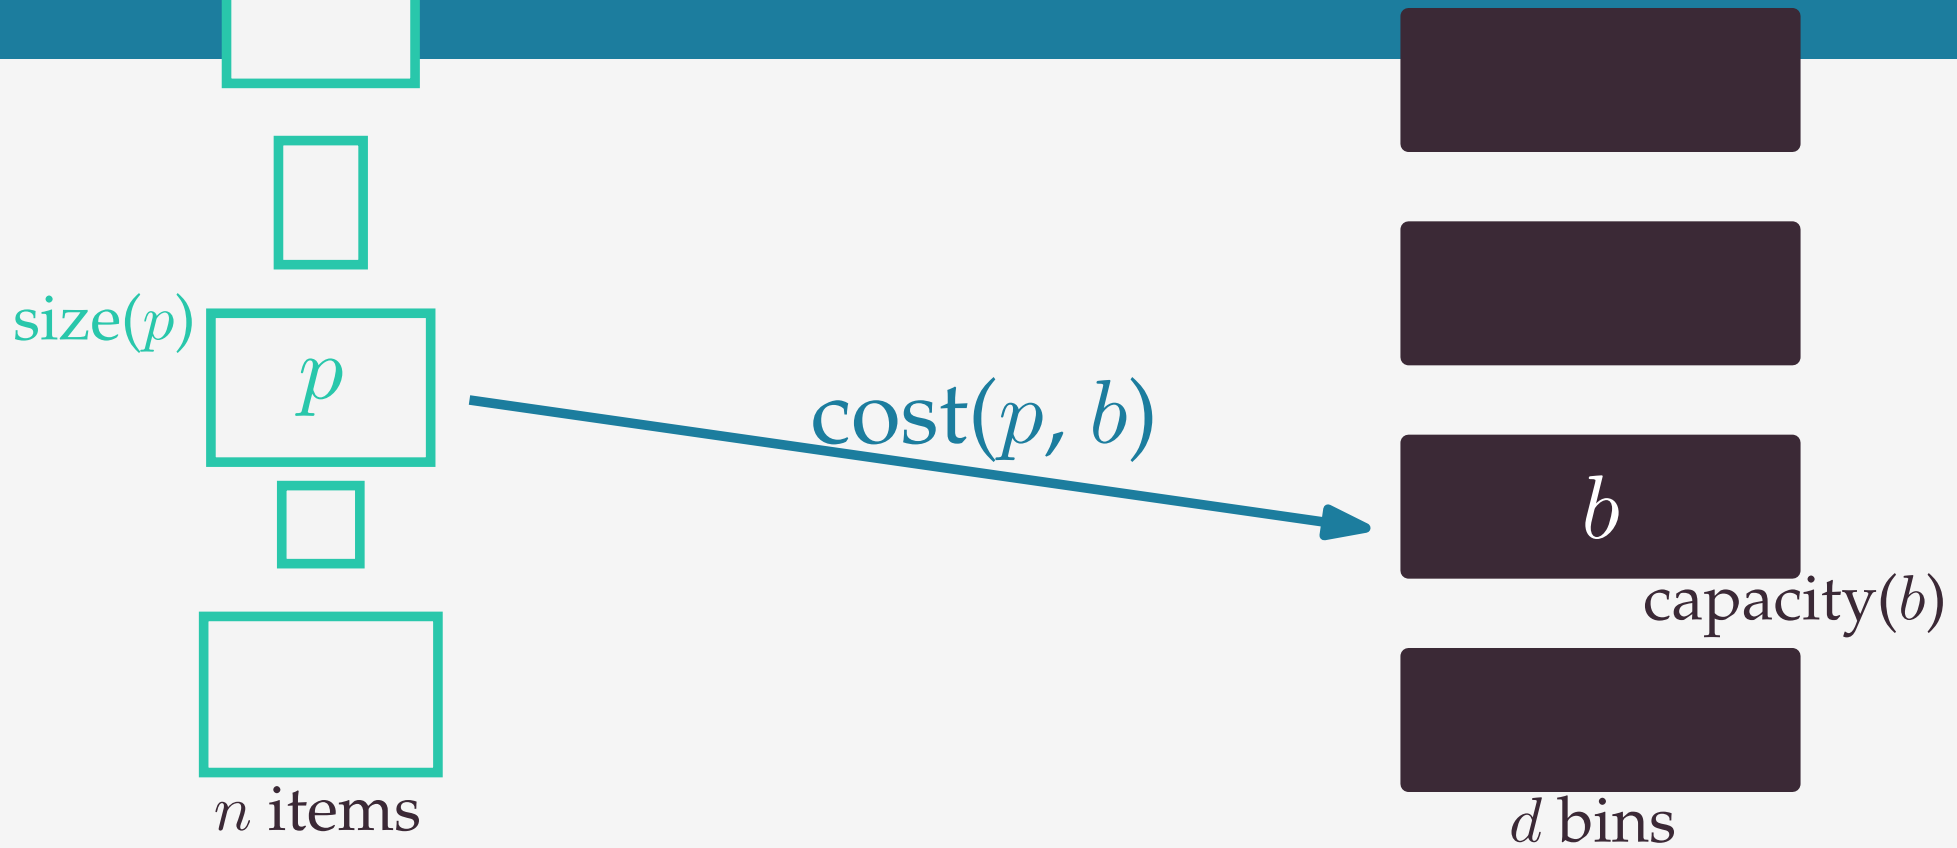 size(p)
p
cost(p, b)
b
capacity(b)
n items
d bins